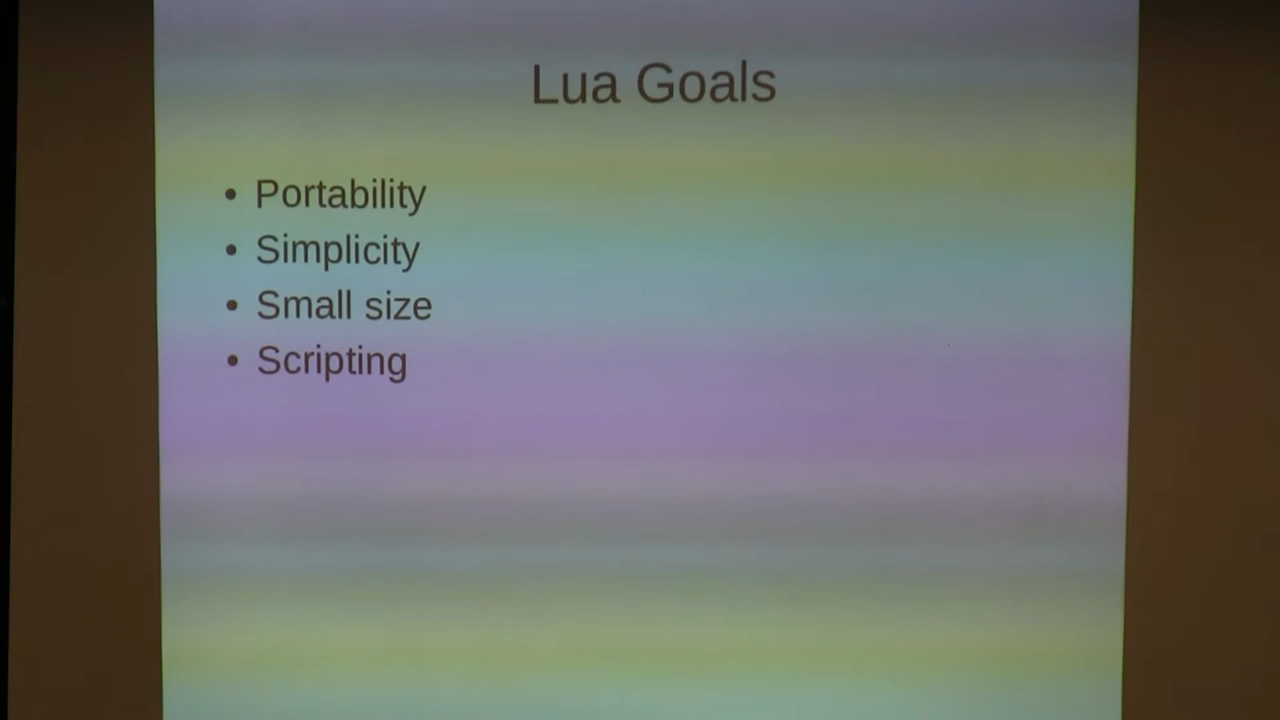 Lua Goals
• Portability
• Simplicity
• Small size
• Scripting